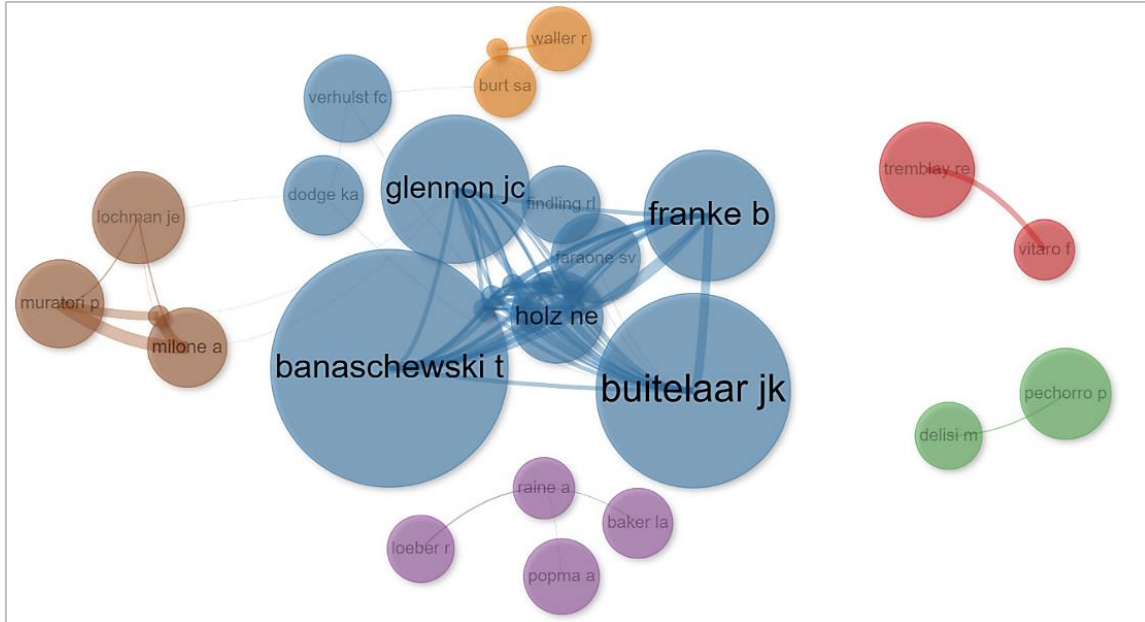 waller r
burt sa
verhulst fc
tremblay re
glennon jc
dodge ka
findling rl
franke b
lochman je
vitaro f
faraone sv
muratori p
holz ne
milone a
banaschewski t
buitelaar jk
pechorro p
delisi m
raine a
baker la
loeber r
popma a